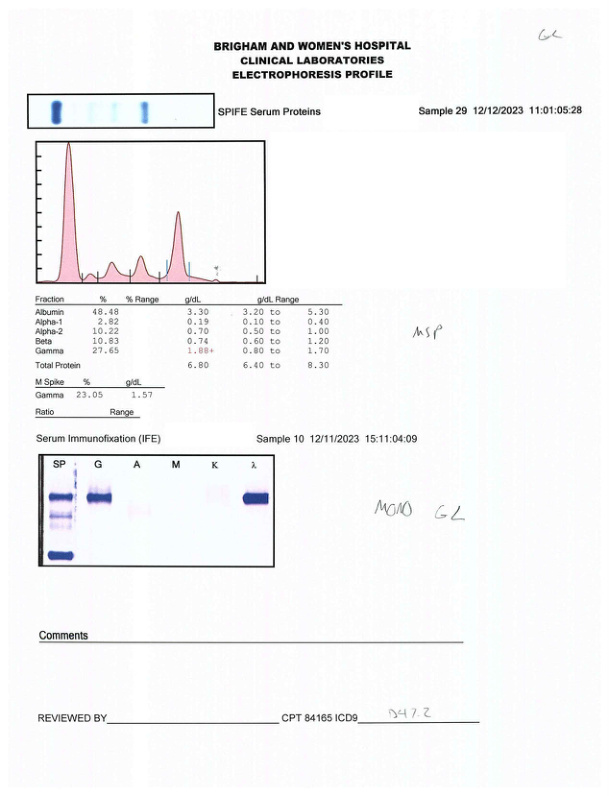 GL
BRIGHAM AND WOMEN'S HOSPITAL
CLINICAL LABORATORIES
ELECTROPHORESIS PROFILE
SPIFE Serum Proteins Sample 29 12/12/2023 11:01:05:28
Fraction % % Range g/dL g/dL Range
Albumin 48.48 3.30 3.20 to 5.30
Alpha-1 2.82 0.19 0.10 to 0.40
Alpha-2 10.22 0.70 0.50 to 1.00
Beta 10.83 0.74 0.60 to 1.20
Gamma 27.65 1.88+ 0.80 to 1.70
MSP
Total Protein 6.80 6.40 to 8.30
M Spike % g/dL
Gamma 23.05 1.57
Ratio Range
Serum Immunofixation (IFE) Sample 10 12/11/2023 15:11:04:09
SP G A M K λ
MONO GL
Comments
REVIEWED BY CPT 84165 ICD9 D47.2